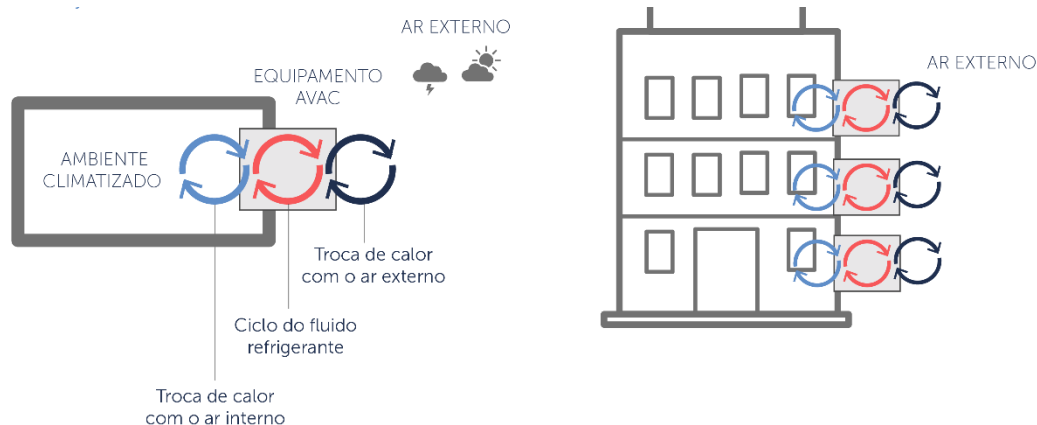 AR EXTERNO
EQUIPAMENTO
AVAC
AMBIENTE
CLIMATIZADO
Troca de calor
com o ar externo
Ciclo do fluido
refrigerante
Troca de calor
com o ar interno
AR EXTERNO